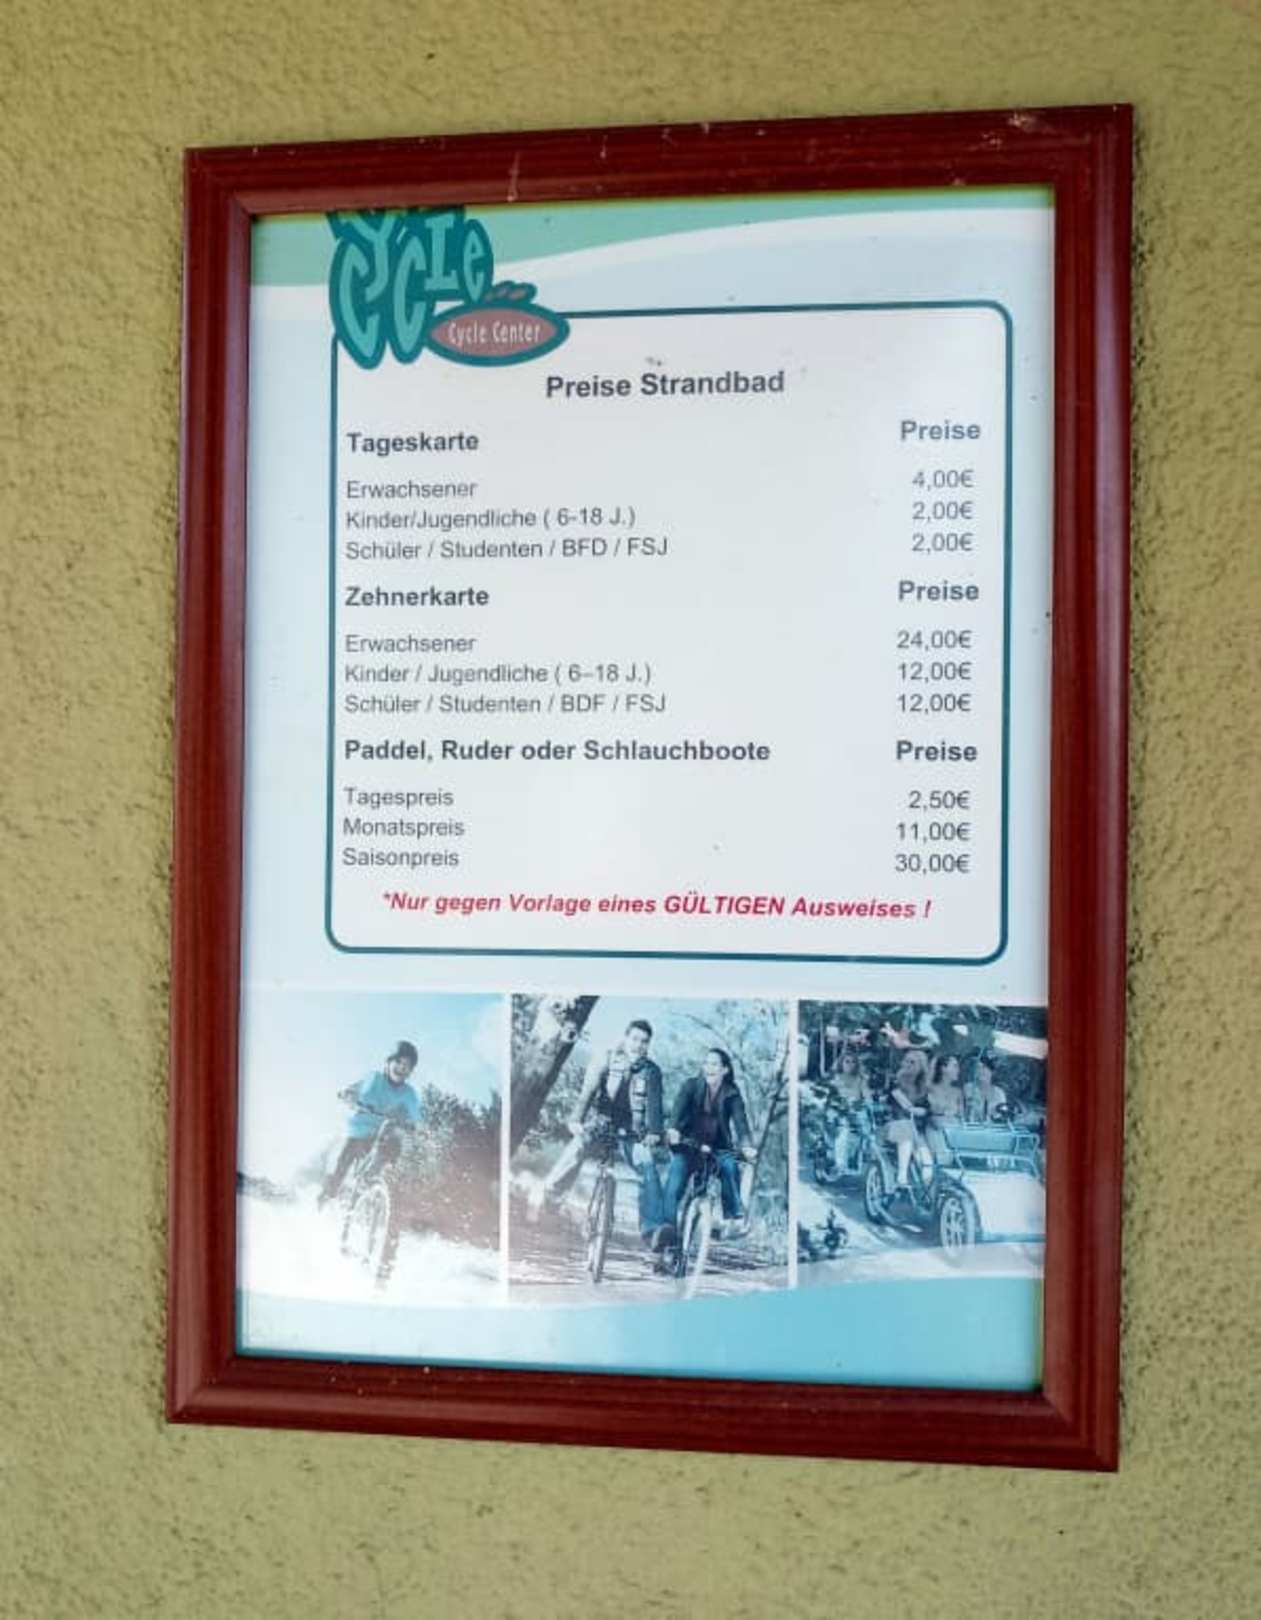 Cycle
Cycle Center
Preise Strandbad
Tageskarte Preise
Erwachsener 4,00€
Kinder/Jugendliche ( 6-18 J.) 2,00€
Schüler / Studenten / BFD / FSJ 2,00€
Zehnerkarte Preise
Erwachsener 24,00€
Kinder / Jugendliche ( 6–18 J.) 12,00€
Schüler / Studenten / BDF / FSJ 12,00€
Paddel, Ruder oder Schlauchboote Preise
Tagespreis 2,50€
Monatspreis 11,00€
Saisonpreis 30,00€
*Nur gegen Vorlage eines GÜLTIGEN Ausweises !